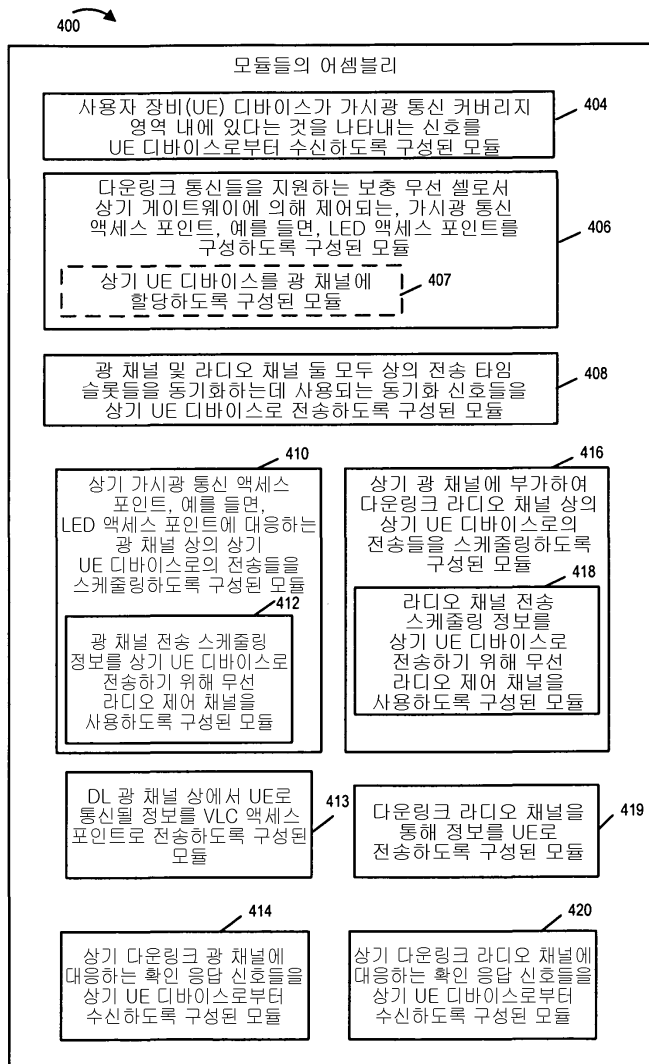 400
모듈들의 어셈블리
사용자 장비(UE) 디바이스가 가시광 통신 커버리지
영역 내에 있다는 것을 나타내는 신호를
UE 디바이스로부터 수신하도록 구성된 모듈
404
다운링크 통신들을 지원하는 보충 무선 셀로서
상기 게이트웨이에 의해 제어되는, 가시광 통신
액세스 포인트, 예를 들면, LED 액세스 포인트를
구성하도록 구성된 모듈
406
상기 UE 디바이스를 광 채널에
할당하도록 구성된 모듈
407
광 채널 및 라디오 채널 둘 모두 상의 전송 타임
슬롯들을 동기화하는데 사용되는 동기화 신호들을
상기 UE 디바이스로 전송하도록 구성된 모듈
408
410
상기 가시광 통신 액세스
포인트, 예를 들면,
LED 액세스 포인트에 대응하는
광 채널 상의 상기
UE 디바이스로의 전송들을
스케줄링하도록 구성된 모듈
412
광 채널 전송 스케줄링
정보를 상기 UE 디바이스로
전송하기 위해 무선
라디오 제어 채널을
사용하도록 구성된 모듈
416
상기 광 채널에 부가하여
다운링크 라디오 채널 상의
상기 UE 디바이스로의
전송들을 스케줄링하도록
구성된 모듈
418
라디오 채널 전송
스케줄링 정보를
상기 UE 디바이스로
전송하기 위해 무선
라디오 제어 채널을
사용하도록 구성된 모듈
DL 광 채널 상에서 UE로
통신될 정보를 VLC 액세스
포인트로 전송하도록 구성된
모듈
413
다운링크 라디오 채널을
통해 정보를 UE로
전송하도록 구성된 모듈
419
414
상기 다운링크 광 채널에
대응하는 확인 응답 신호들을
상기 UE 디바이스로부터
수신하도록 구성된 모듈
420
상기 다운링크 라디오 채널에
대응하는 확인 응답 신호들을
상기 UE 디바이스로부터
수신하도록 구성된 모듈